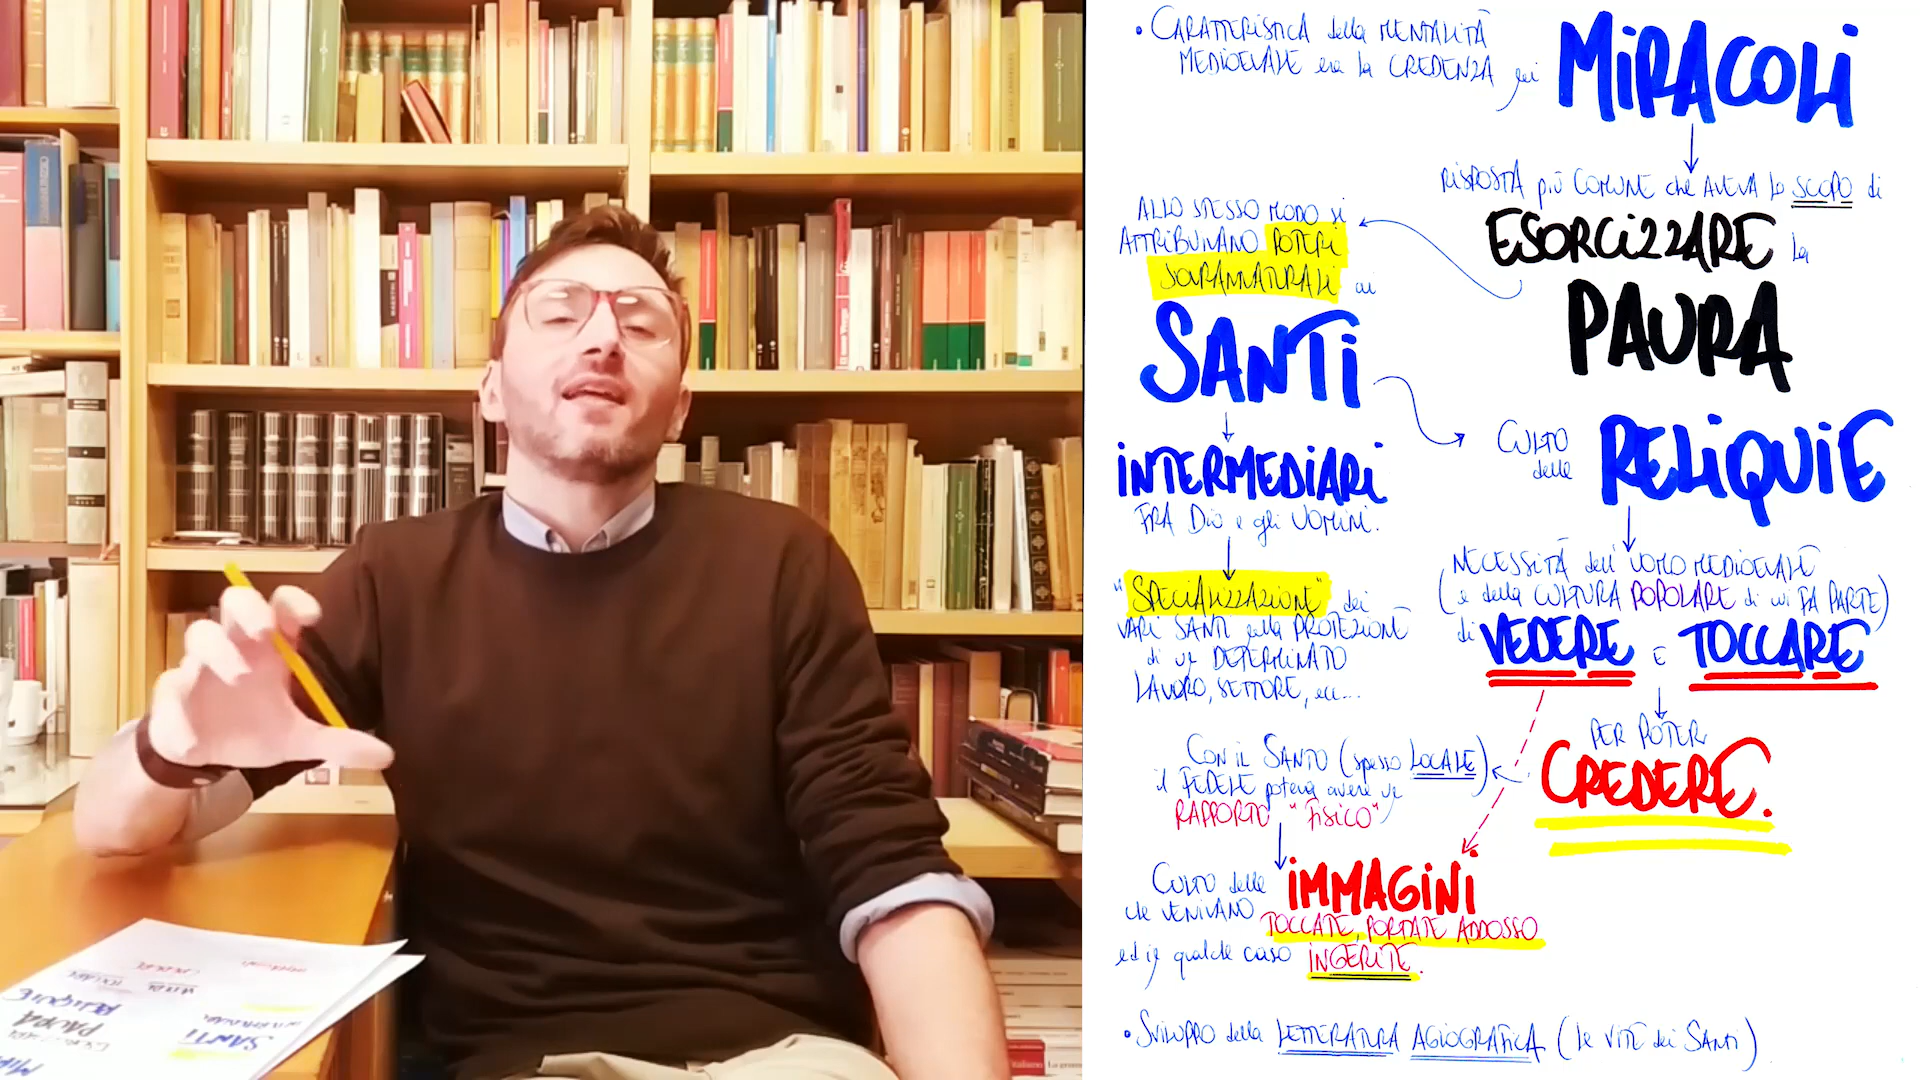 • CARATTERISTICA della MENTALITÀ
MEDIOEVALE era la CREDENZA nei
MIRACOLI
RISPOSTA più COMUNE che AVEVA lo SCOPO di
ESORCIZZARE la
PAURA
ALLO STESSO MODO si
ATTRIBUIVANO POTERI
SOVRANNATURALI ai
SANTI
INTERMEDIARI
FRA Dio e gli UOMINI.
"SPECIALIZZAZIONE" dei
VARI SANTI nella PROTEZIONE
di un DETERMINATO
LAVORO, SETTORE, ecc...
CULTO
delle
RELIQUIE
NECESSITÀ dell'UOMO MEDIOEVALE
(e della CULTURA POPOLARE di cui FA PARTE)
di VEDERE E TOCCARE
PER POTER
CREDERE.
CON IL SANTO (spesso LOCALE)
il FEDELE poteva avere un
RAPPORTO "FISICO"
CULTO delle IMMAGINI
che VENIVANO TOCCATE, PORTATE ADDOSSO
ed in qualche caso INGERITE.
• SVILUPPO della LETTERATURA AGIOGRAFICA (le VITE dei SANTI)
RELIQUIE
PAURA
SANTI